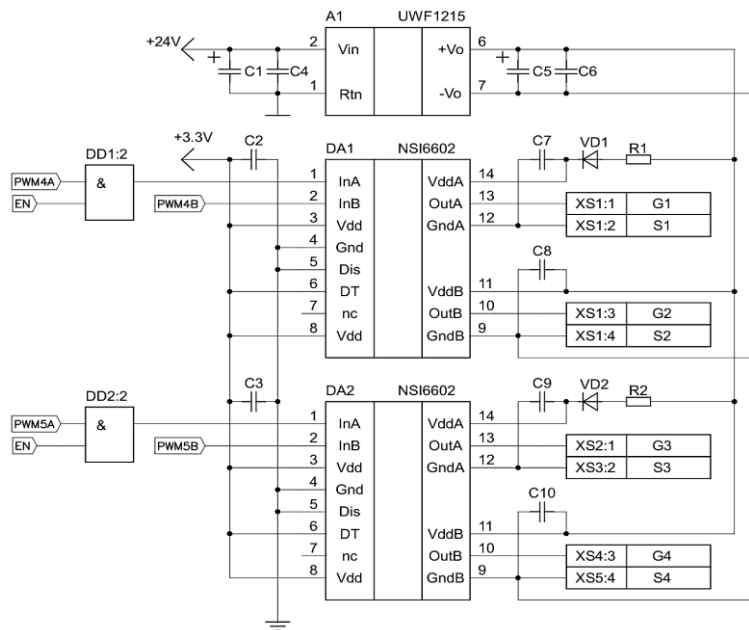 A1 UWF1215
+24V 2 Vin +Vo 6
+ C1 C4 + C5 C6
1 Rtn -Vo 7
+3.3V C2 DA1 NSI6602 C7 VD1 R1
DD1:2
PWM4A & 1 InA VddA 14
EN PWM4B 2 InB OutA 13 XS1:1 G1
3 Vdd GndA 12 XS1:2 S1
4 Gnd
5 Dis C8
6 DT VddB 11
7 nc OutB 10 XS1:3 G2
8 Vdd GndB 9 XS1:4 S2
DD2:2 C3 DA2 NSI6602 C9 VD2 R2
PWM5A & 1 InA VddA 14
EN PWM5B 2 InB OutA 13 XS2:1 G3
3 Vdd GndA 12 XS3:2 S3
4 Gnd
5 Dis C10
6 DT VddB 11
7 nc OutB 10 XS4:3 G4
8 Vdd GndB 9 XS5:4 S4